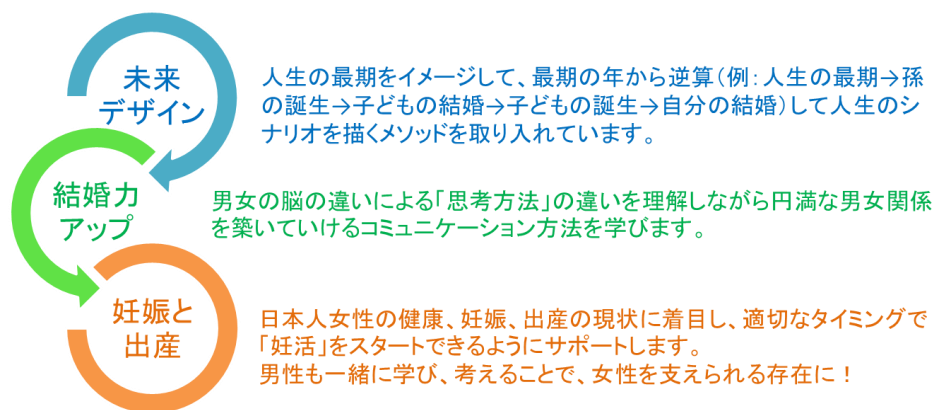 未来
デザイン
人生の最期をイメージして、最期の年から逆算(例:人生の最期→孫
の誕生→子どもの結婚→子どもの誕生→自分の結婚)して人生のシ
ナリオを描くメソッドを取り入れています。
結婚力
アップ
男女の脳の違いによる「思考方法」の違いを理解しながら円満な男女関係
を築いていけるコミュニケーション方法を学びます。
妊娠と
出産
日本人女性の健康、妊娠、出産の現状に着目し、適切なタイミングで
「妊活」をスタートできるようにサポートします。
男性も一緒に学び、考えることで、女性を支えられる存在に!